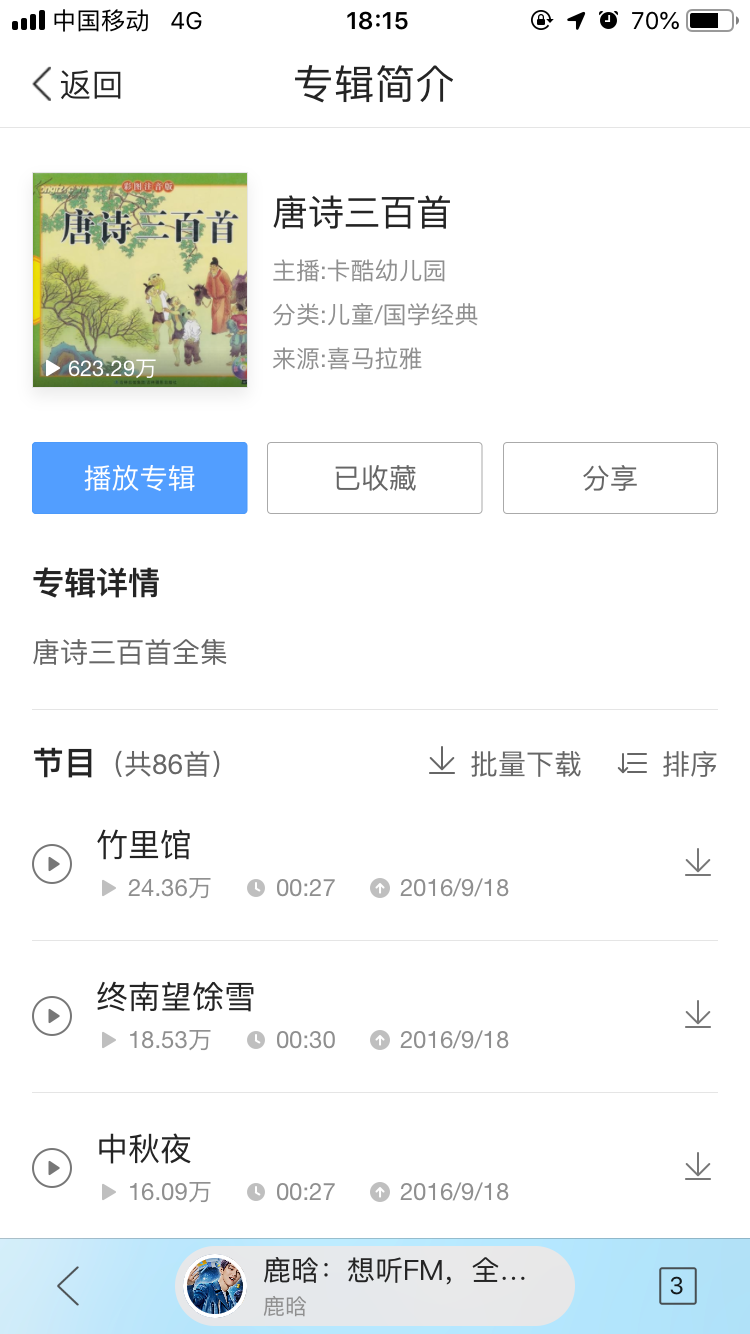 中国移动 4G 18:15 70%
返回 专辑简介
彩图注音版
唐诗三百首
623.29万
唐诗三百首
主播:卡酷幼儿园
分类:儿童/国学经典
来源:喜马拉雅
播放专辑 已收藏 分享
专辑详情
唐诗三百首全集
节目（共86首） 批量下载 排序
竹里馆
24.36万 00:27 2016/9/18
终南望馀雪
18.53万 00:30 2016/9/18
中秋夜
16.09万 00:27 2016/9/18
鹿晗：想听FM，全…
鹿晗
3